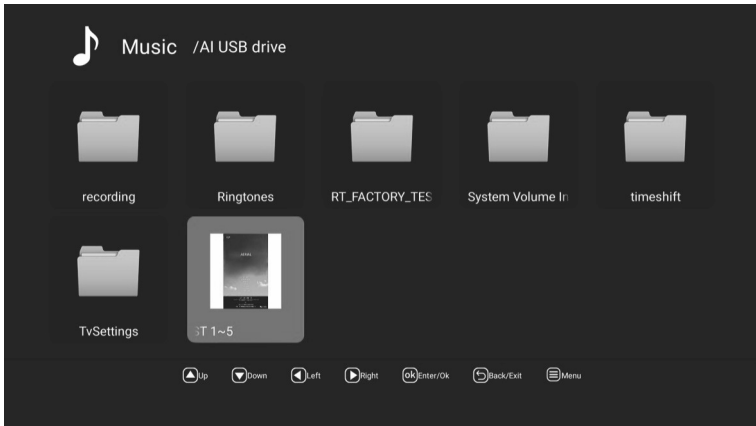 Music /AI USB drive
recording
Ringtones
RT_FACTORY_TES
System Volume In
timeshift
TvSettings
ST 1~5
Up Down Left Right ok Enter/Ok Back/Exit Menu